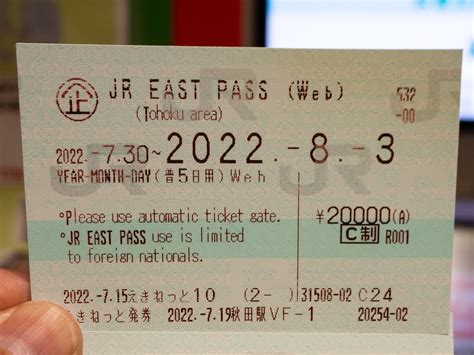 企 JR EAST PASS (Web) 532
(Tohoku area) -00
2022.-7.30~2022.-8.-3
YEAR-MONTH-DAY(普5日用)Web
◦Please use automatic ticket gate. ¥20000(A)
◦JR EAST PASS use is limited C制 R001
to foreign nationals.
2022.-7.15えきねっと10 (2-) 31508-02 C24
えきねっと発券 2022.-7.19秋田駅VF-1 20254-02